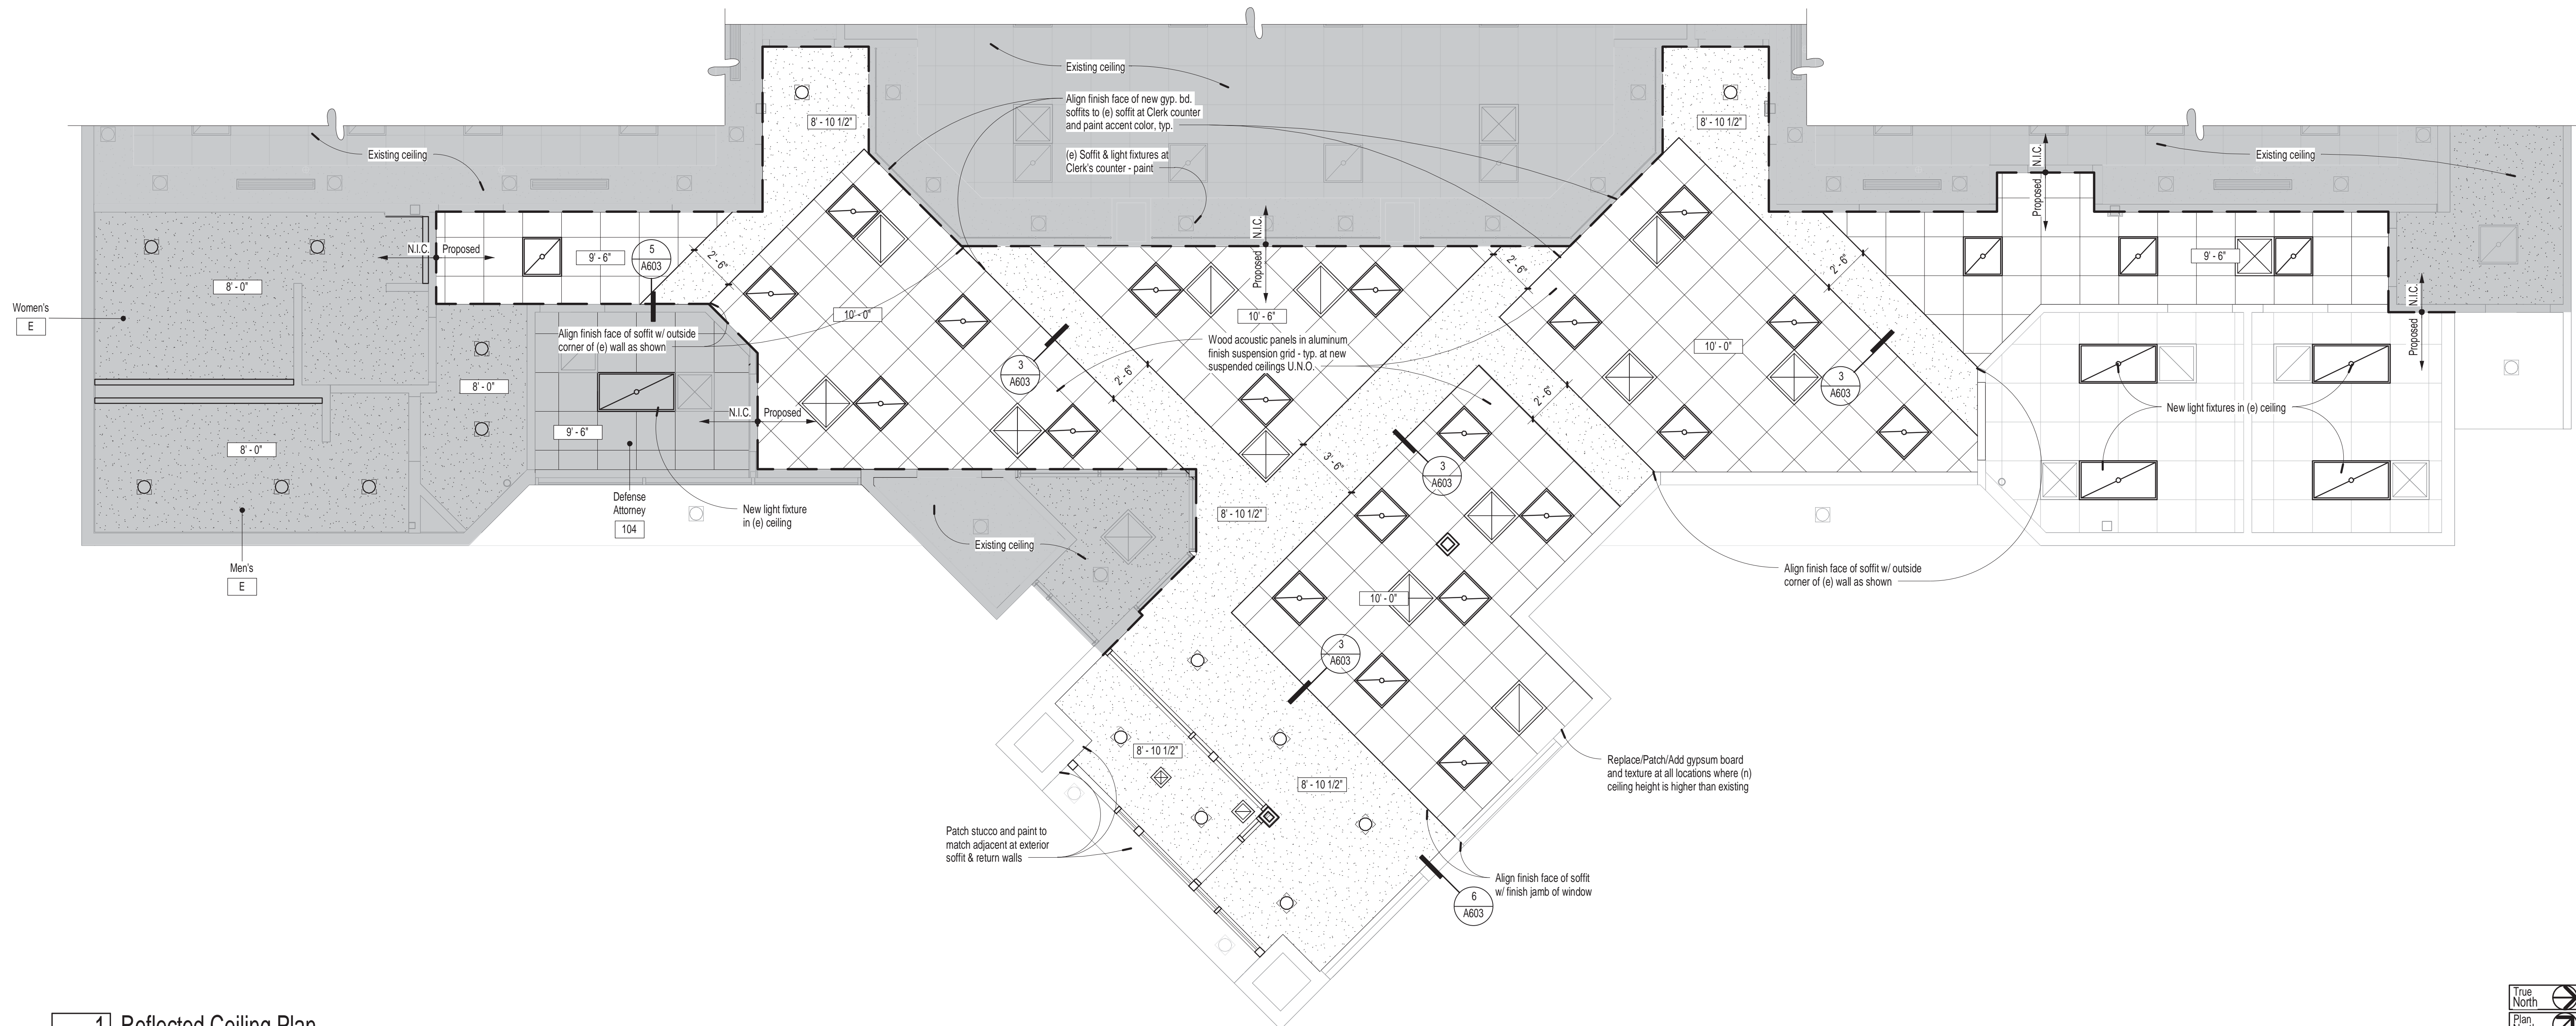 Existing ceiling
Align finish face of new gyp. bd.
soffits to (e) soffit at Clerk counter
and paint accent color, typ.
(e) Soffit & light fixtures at
Clerk's counter - paint
8' - 10 1/2"
8' - 10 1/2"
Existing ceiling
Existing ceiling
N.I.C.
Proposed
N.I.C.
Proposed
5
A603
9' - 6"
2' - 6"
N.I.C.
Proposed
2' - 6"
2' - 6"
9' - 6"
8' - 0"
Women's
E
N.I.C.
Proposed
10' - 0"
10' - 6"
Align finish face of soffit w/ outside
corner of (e) wall as shown
Wood acoustic panels in aluminum
finish suspension grid - typ. at new
suspended ceilings U.N.O.
10' - 0"
3
A603
2' - 6"
2' - 6"
3
A603
8' - 0"
N.I.C.
Proposed
New light fixtures in (e) ceiling
9' - 6"
8' - 0"
3' - 6"
3
A603
Defense
Attorney
104
New light fixture
in (e) ceiling
8' - 10 1/2"
Existing ceiling
Men's
E
Align finish face of soffit w/ outside
corner of (e) wall as shown
10' - 0"
3
A603
8' - 10 1/2"
8' - 10 1/2"
Replace/Patch/Add gypsum board
and texture at all locations where (n)
ceiling height is higher than existing
Patch stucco and paint to
match adjacent at exterior
soffit & return walls
Align finish face of soffit
w/ finish jamb of window
6
A603
True
North
Plan
1 Reflected Ceiling Plan